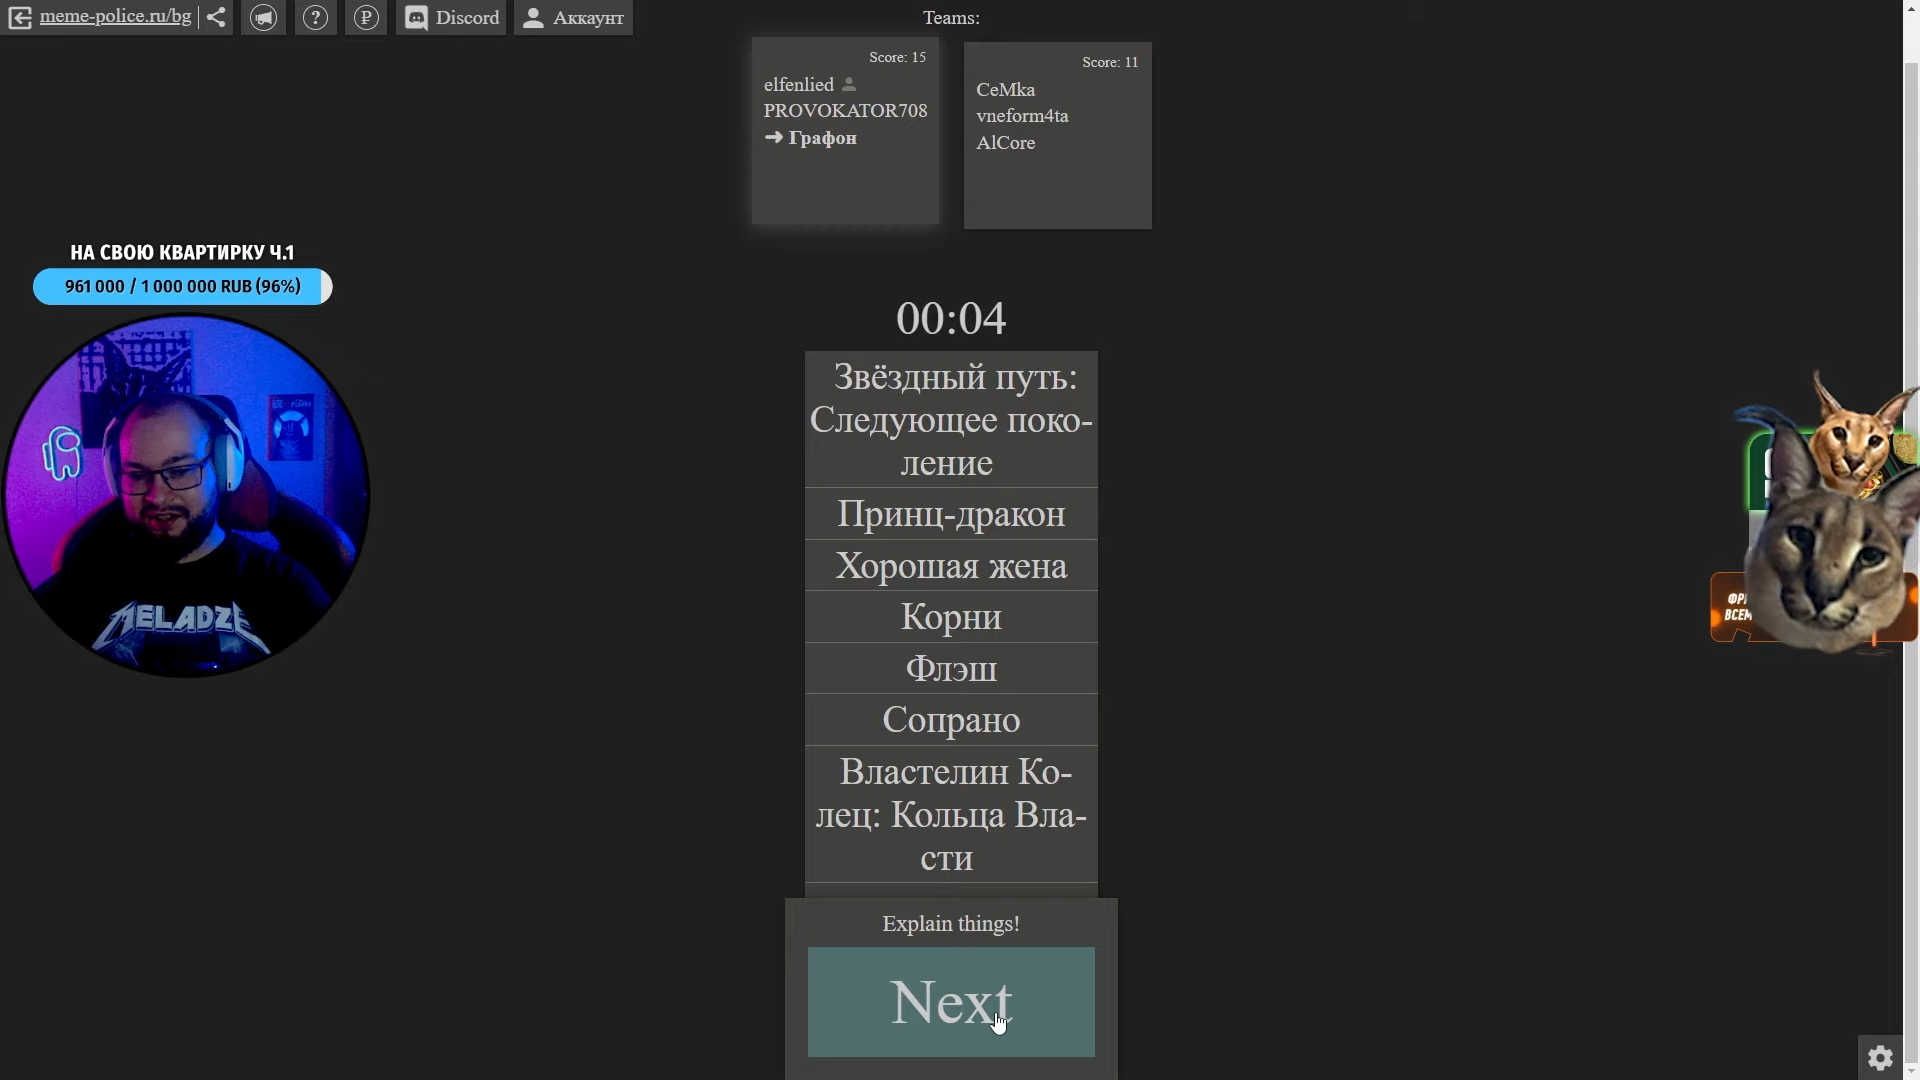 meme-police.ru/bg
Discord
Аккаунт
Teams:
Score: 15
elfenlied
PROVOKATOR708
➜ Графон
Score: 11
CeMka
vneform4ta
AlCore
НА СВОЮ КВАРТИРКУ Ч.1
961 000 / 1 000 000 RUB (96%)
00:04
Звёздный путь:
Следующее поко-
ление
Принц-дракон
Хорошая жена
Корни
Флэш
Сопрано
Властелин Ко-
лец: Кольца Вла-
сти
MELADZE
ВСЕМ
Explain things!
Next